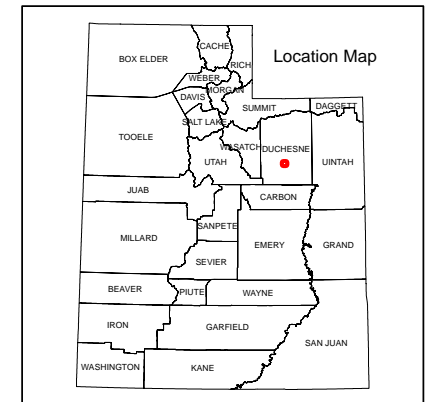 Location Map
CACHE
BOX ELDER
RICH
WEBER
MORGAN
DAVIS
SUMMIT
DAGGETT
SALT LAKE
TOOELE
WASATCH
DUCHESNE
UTAH
UINTAH
JUAB
CARBON
SANPETE
MILLARD
EMERY
GRAND
SEVIER
BEAVER
PIUTE
WAYNE
IRON
GARFIELD
SAN JUAN
WASHINGTON
KANE